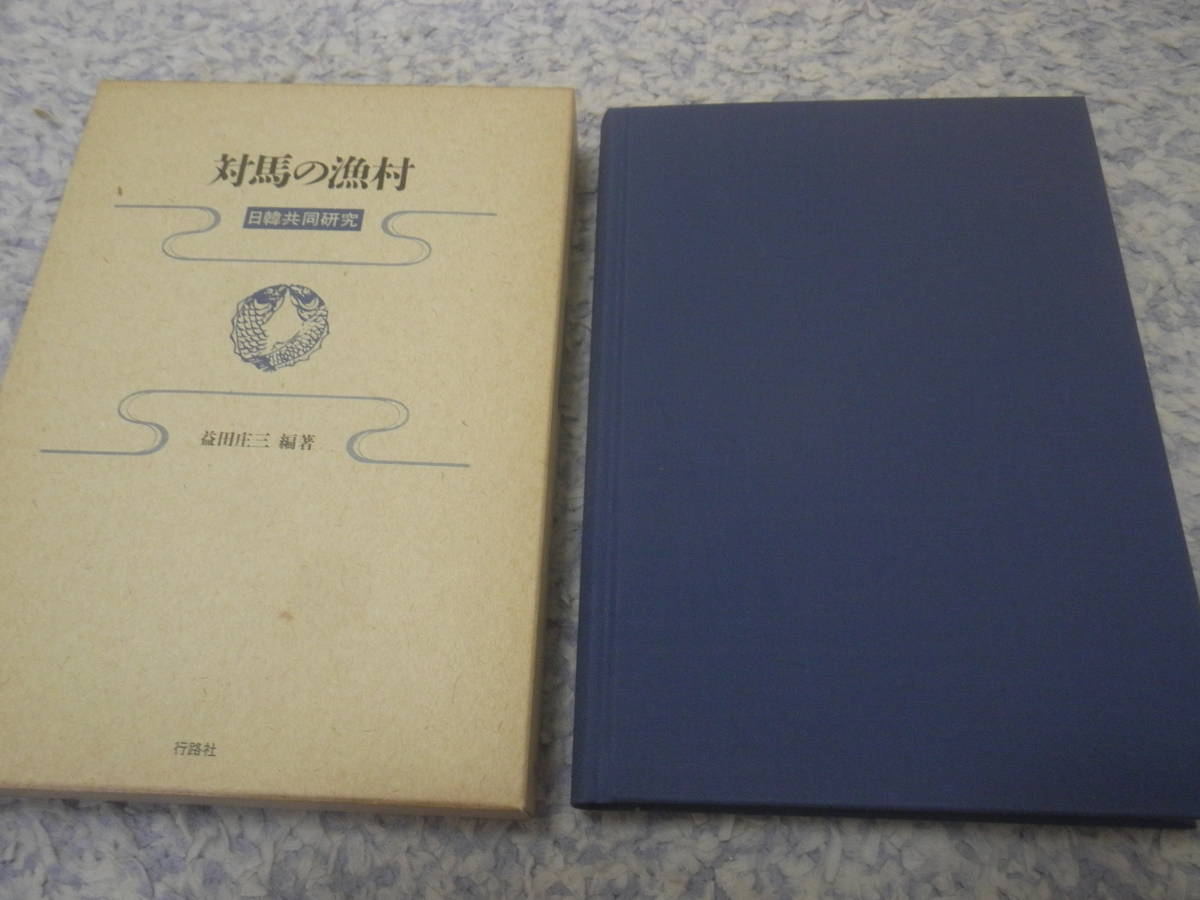 対馬の漁村
日韓共同研究
益田庄三 編著
行路社